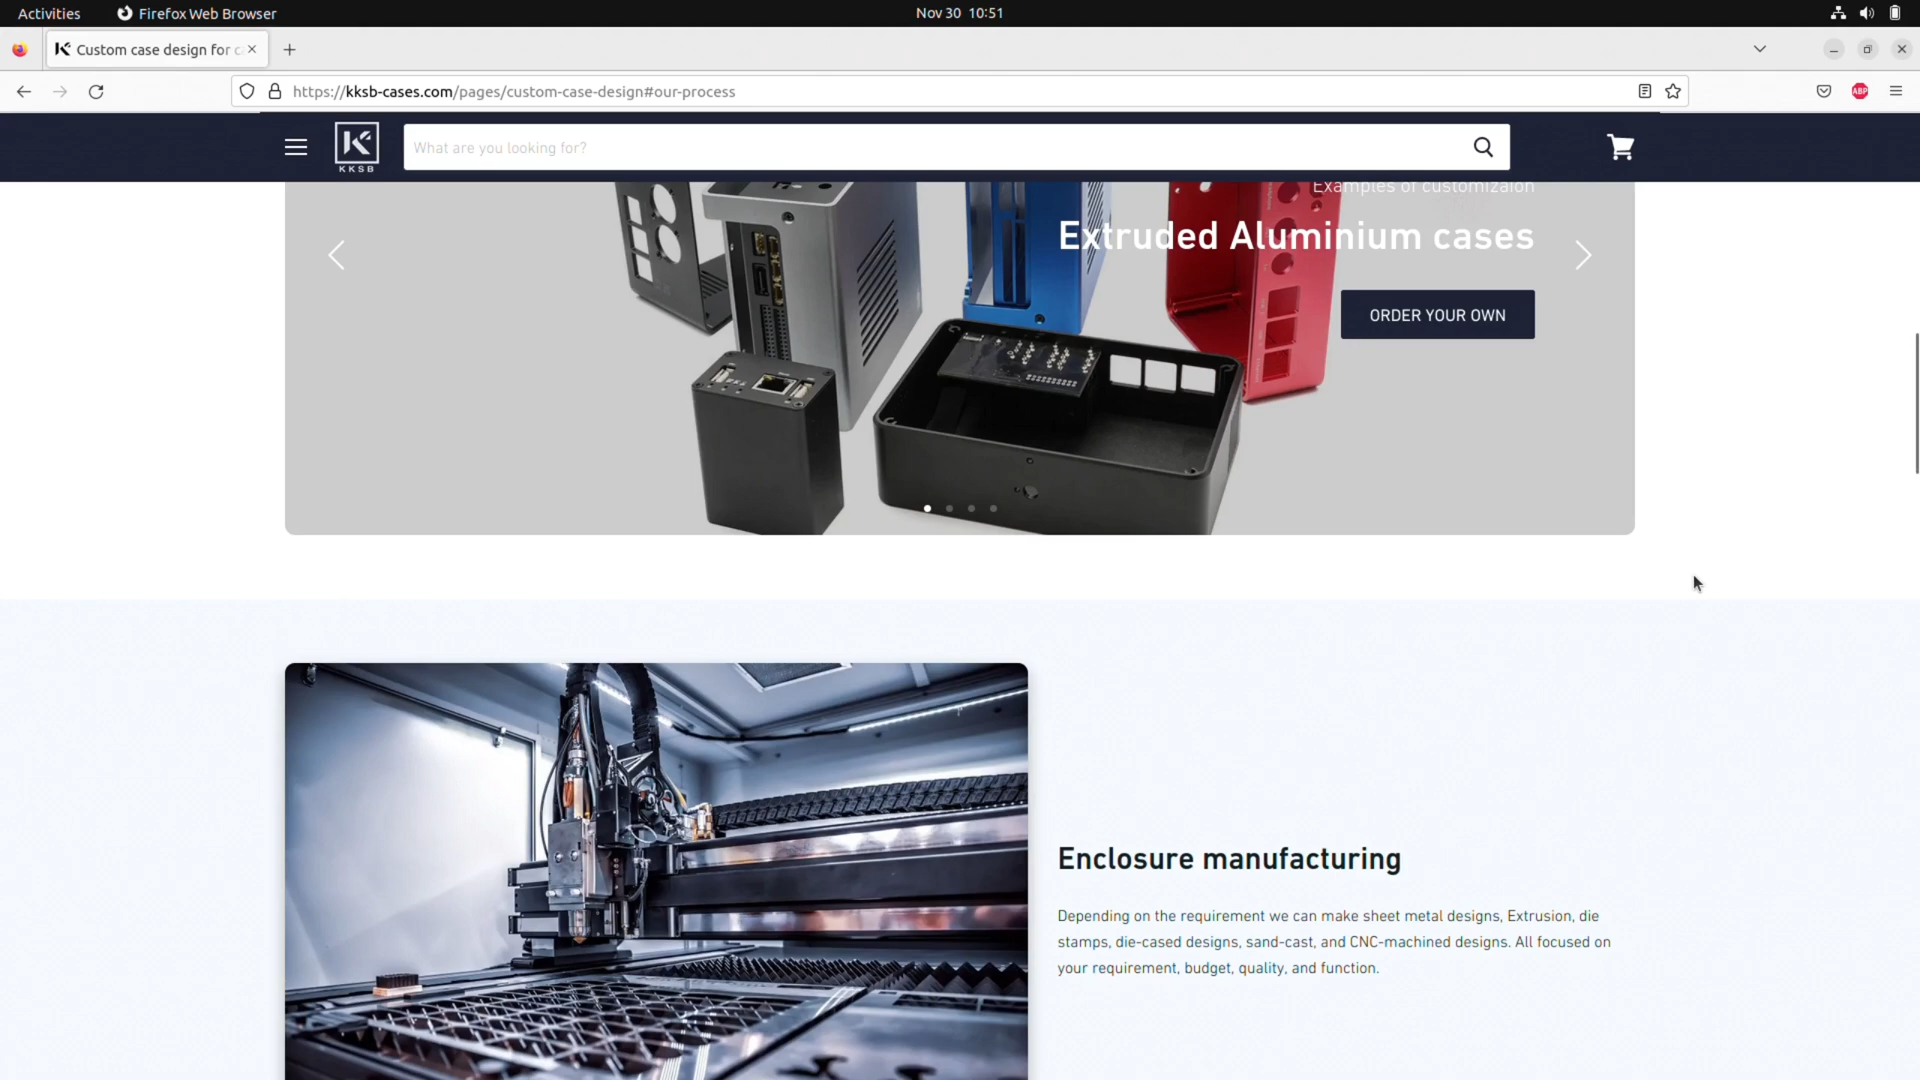 Activities
Firefox Web Browser
Nov 30 10:51
Custom case design for c
https://kksb-cases.com/pages/custom-case-design#our-process
ABP
KKSB
What are you looking for?
Examples of customizaion
Extruded Aluminium cases
ORDER YOUR OWN
Enclosure manufacturing
Depending on the requirement we can make sheet metal designs, Extrusion, die
stamps, die-cased designs, sand-cast, and CNC-machined designs. All focused on
your requirement, budget, quality, and function.